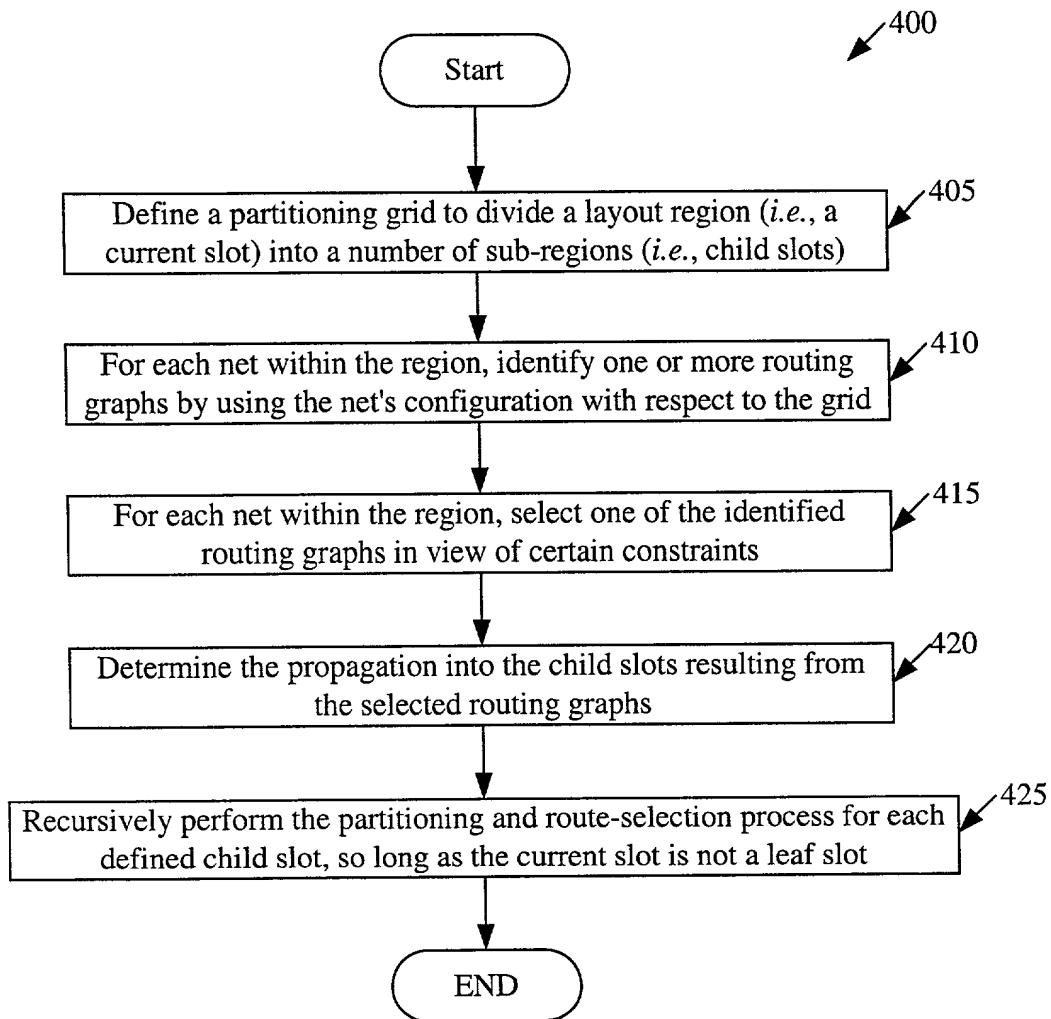 400
Start
405
Define a partitioning grid to divide a layout region (i.e., a
current slot) into a number of sub-regions (i.e., child slots)
410
For each net within the region, identify one or more routing
graphs by using the net's configuration with respect to the grid
415
For each net within the region, select one of the identified
routing graphs in view of certain constraints
420
Determine the propagation into the child slots resulting from
the selected routing graphs
425
Recursively perform the partitioning and route-selection process for each
defined child slot, so long as the current slot is not a leaf slot
END